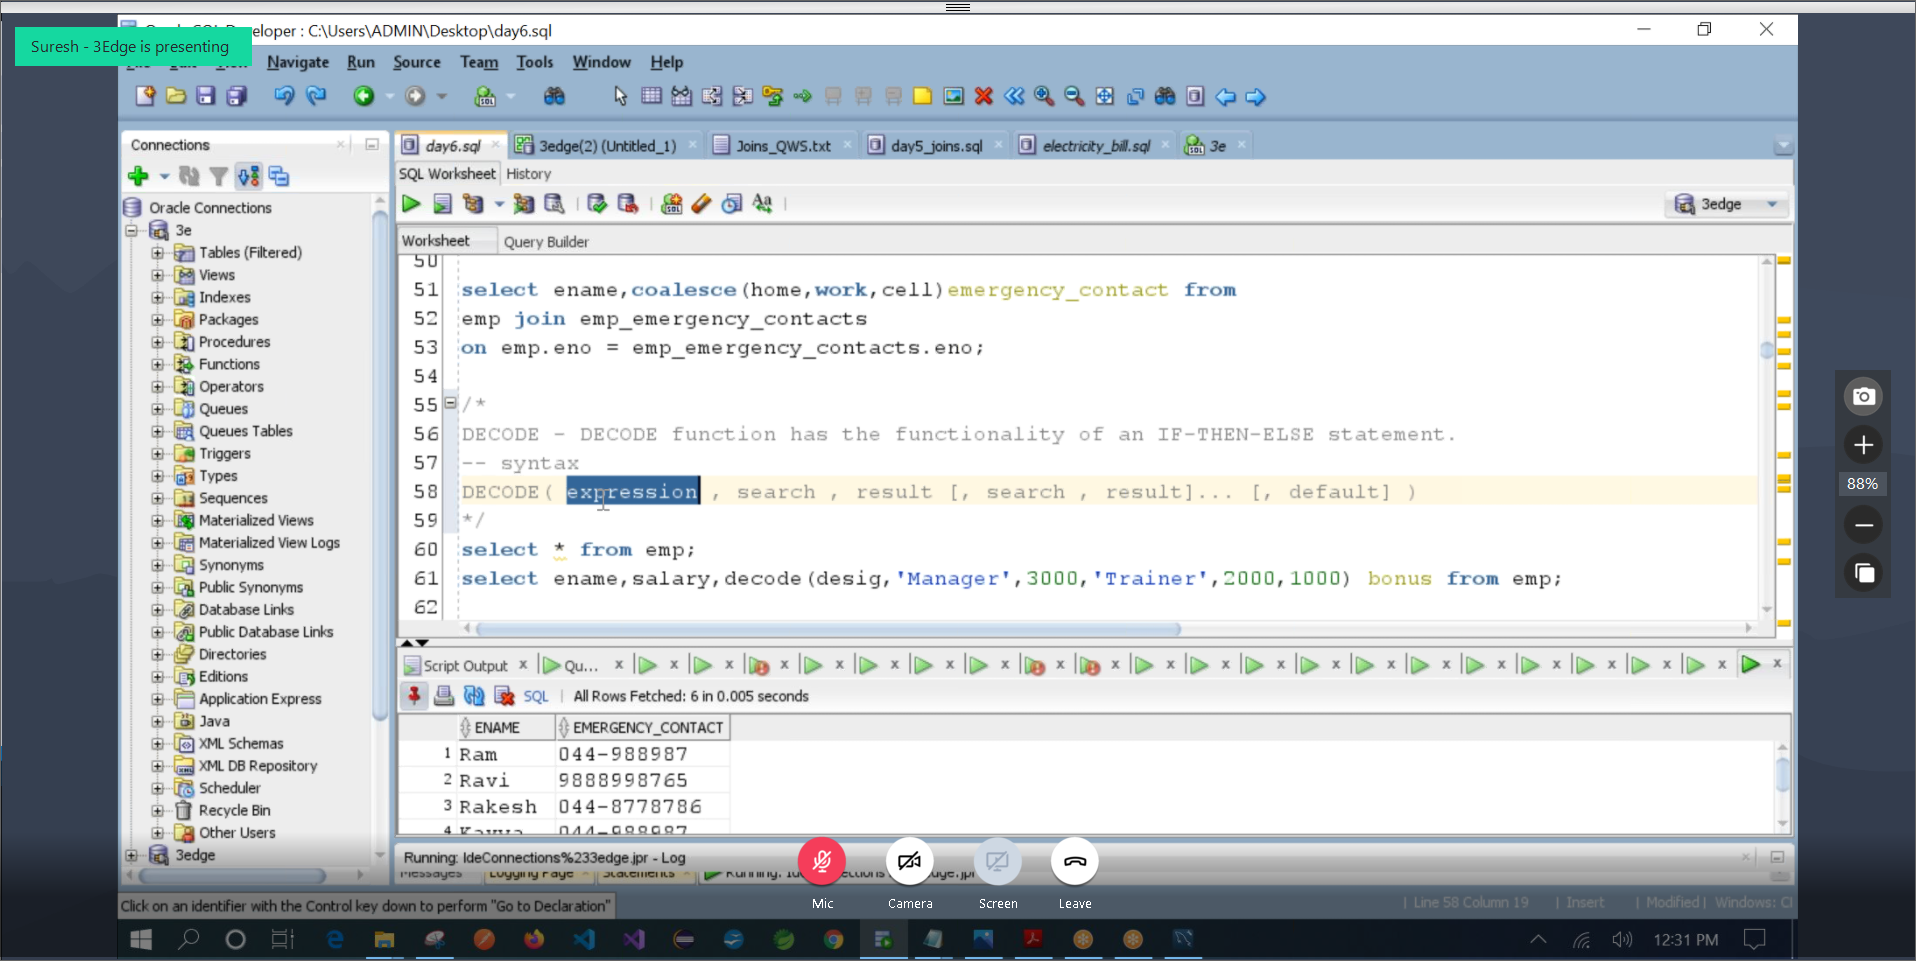 Suresh - 3Edge is presenting
eloper : C:\Users\ADMIN\Desktop\day6.sql
Navigate Run Source Team Tools Window Help
Connections
day6.sql 3edge(2) (Untitled_1) Joins_QWS.txt day5_joins.sql electricity_bill.sql 3e
SQL Worksheet History
3edge
Worksheet Query Builder
Oracle Connections
3e
Tables (Filtered)
Views
Indexes
Packages
Procedures
Functions
Operators
Queues
Queues Tables
Triggers
Types
Sequences
Materialized Views
Materialized View Logs
Synonyms
Public Synonyms
Database Links
Public Database Links
Directories
Editions
Application Express
Java
XML Schemas
XML DB Repository
Scheduler
Recycle Bin
Other Users
3edge
50
51 select ename,coalesce(home,work,cell)emergency_contact from
52 emp join emp_emergency_contacts
53 on emp.eno = emp_emergency_contacts.eno;
54
55 /*
56 DECODE - DECODE function has the functionality of an IF-THEN-ELSE statement.
57 -- syntax
58 DECODE( expression , search , result [, search , result]... [, default] )
59 */
60 select * from emp;
61 select ename,salary,decode(desig,'Manager',3000,'Trainer',2000,1000) bonus from emp;
62
Script Output Qu...
SQL All Rows Fetched: 6 in 0.005 seconds
ENAME EMERGENCY_CONTACT
1 Ram 044-988987
2 Ravi 9888998765
3 Rakesh 044-8778786
4 Kavya 044-988987
Running: IdeConnections%233edge.jpr - Log
Messages Logging Page Statements
Click on an identifier with the Control key down to perform "Go to Declaration"
Line 58 Column 19 Insert Modified Windows: C
Mic Camera Screen Leave
88%
12:31 PM